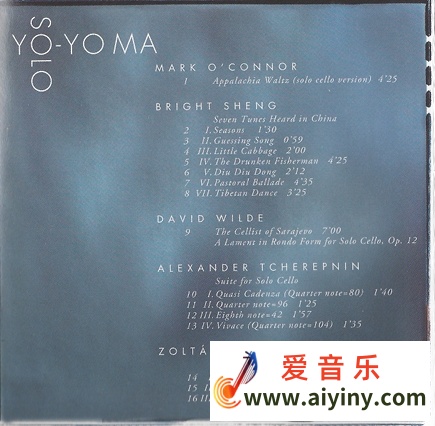 SOLO
YO-YO MA
MARK O'CONNOR
1 Appalachia Waltz (solo cello version) 4'25
BRIGHT SHENG
Seven Tunes Heard in China
2 I. Seasons 1'30
3 II. Guessing Song 0'59
4 III. Little Cabbage 2'00
5 IV. The Drunken Fisherman 4'25
6 V. Diu Diu Dong 2'12
7 VI. Pastoral Ballade 4'35
8 VII. Tibetan Dance 3'25
DAVID WILDE
9 The Cellist of Sarajevo 7'00
A Lament in Rondo Form for Solo Cello, Op. 12
ALEXANDER TCHEREPNIN
Suite for Solo Cello
10 I. Quasi Cadenza (Quarter note=80) 1'40
11 II. Quarter note=96 1'25
12 III. Eighth note=42 1'57
13 IV. Vivace (Quarter note=104) 1'35
ZOLTÁ
14
15
16
爱音乐
www.aiyiny.com